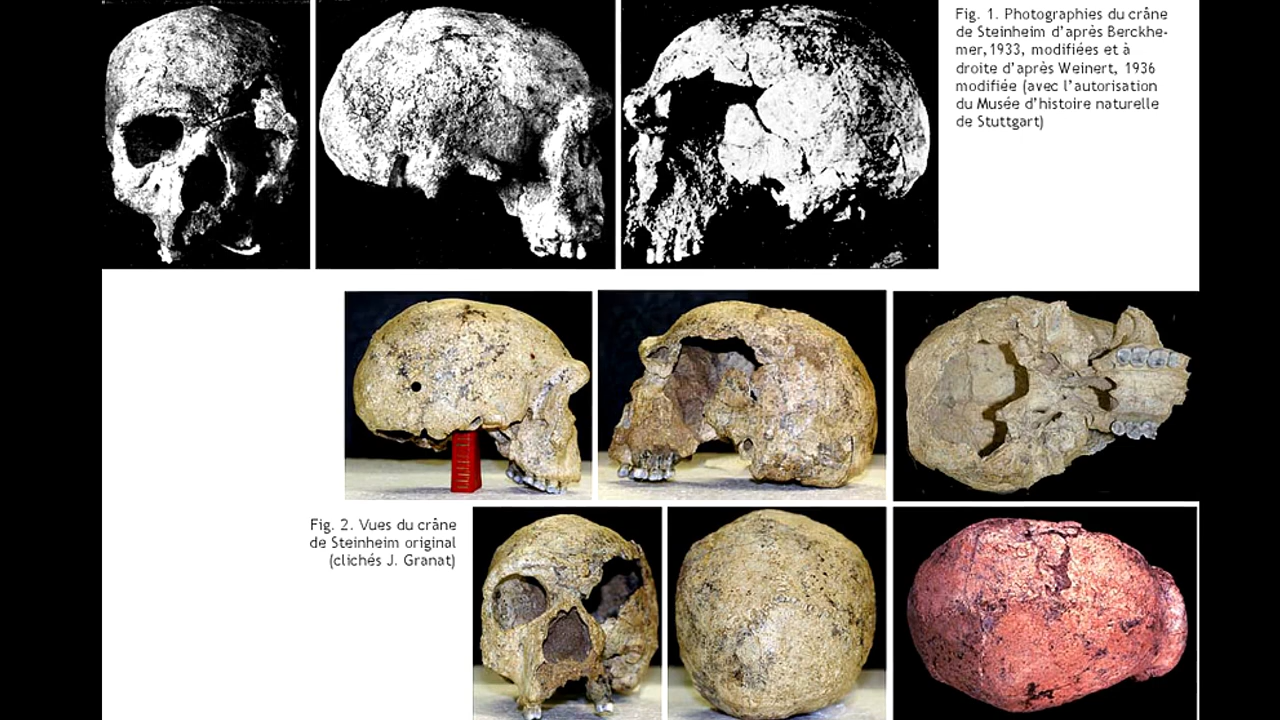 Fig. 1. Photographies du crâne
de Steinheim d'après Berckhe-
mer, 1933, modifiées et à
droite d'après Weinert, 1936
modifiée (avec l'autorisation
du Musée d'histoire naturelle
de Stuttgart)
Fig. 2. Vues du crâne
de Steinheim original
(clichés J. Granat)